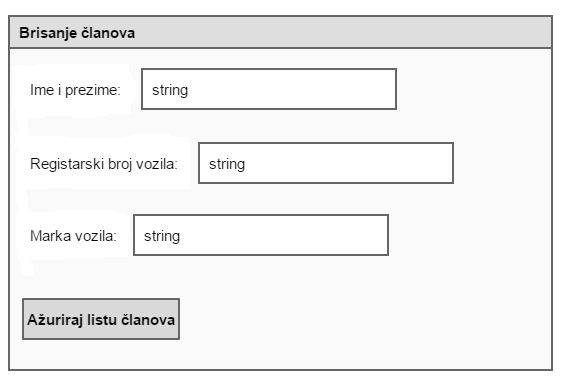 Brisanje članova
Ime i prezime: string
Registarski broj vozila: string
Marka vozila: string
Ažuriraj listu članova